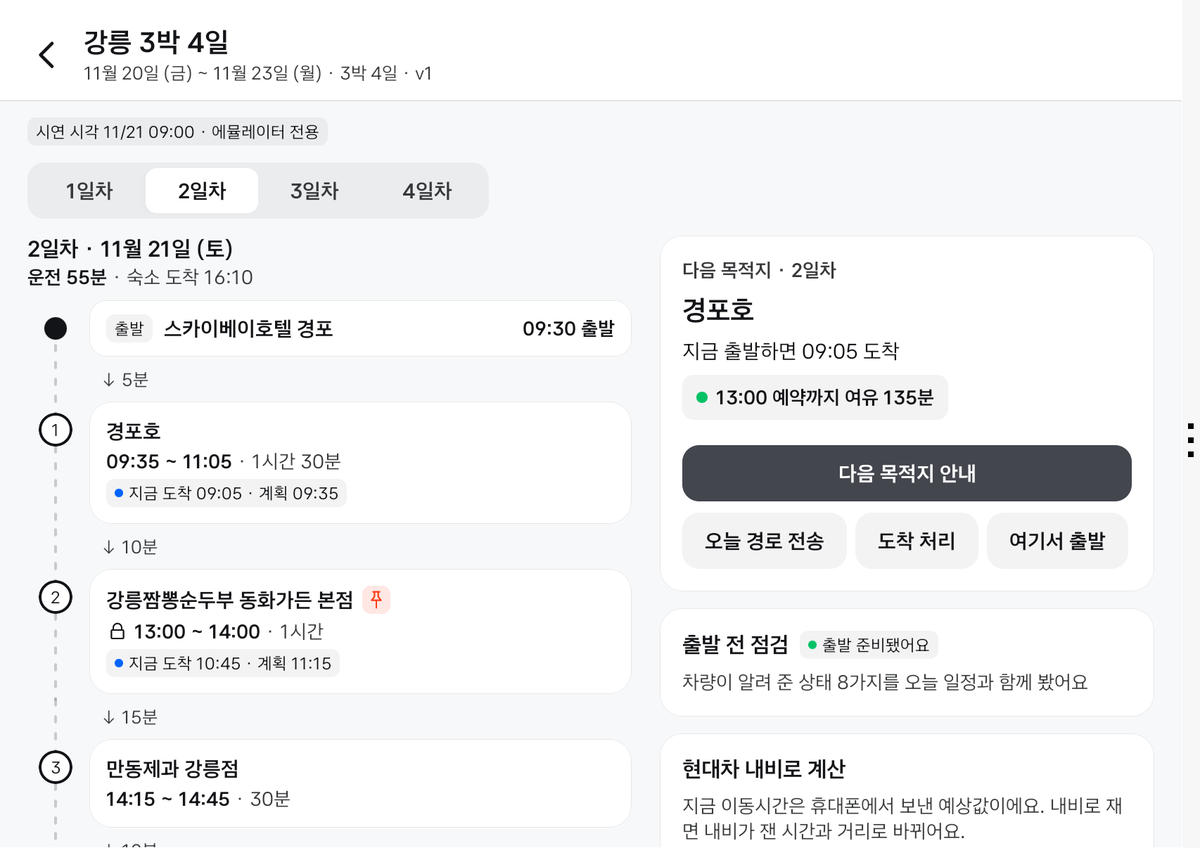 강릉 3박 4일
11월 20일 (금) ~ 11월 23일 (월) · 3박 4일 · v1
시연 시각 11/21 09:00 · 에뮬레이터 전용
1일차 2일차 3일차 4일차
2일차 · 11월 21일 (토)
운전 55분 · 숙소 도착 16:10
출발 스카이베이호텔 경포 09:30 출발
↓ 5분
1 경포호
09:35 ~ 11:05 · 1시간 30분
지금 도착 09:05 · 계획 09:35
↓ 10분
2 강릉짬뽕순두부 동화가든 본점
13:00 ~ 14:00 · 1시간
지금 도착 10:45 · 계획 11:15
↓ 15분
3 만동제과 강릉점
14:15 ~ 14:45 · 30분
다음 목적지 · 2일차
경포호
지금 출발하면 09:05 도착
13:00 예약까지 여유 135분
다음 목적지 안내
오늘 경로 전송 도착 처리 여기서 출발
출발 전 점검 출발 준비됐어요
차량이 알려 준 상태 8가지를 오늘 일정과 함께 봤어요
현대차 내비로 계산
지금 이동시간은 휴대폰에서 보낸 예상값이에요. 내비로 재
면 내비가 잰 시간과 거리로 바뀌어요.